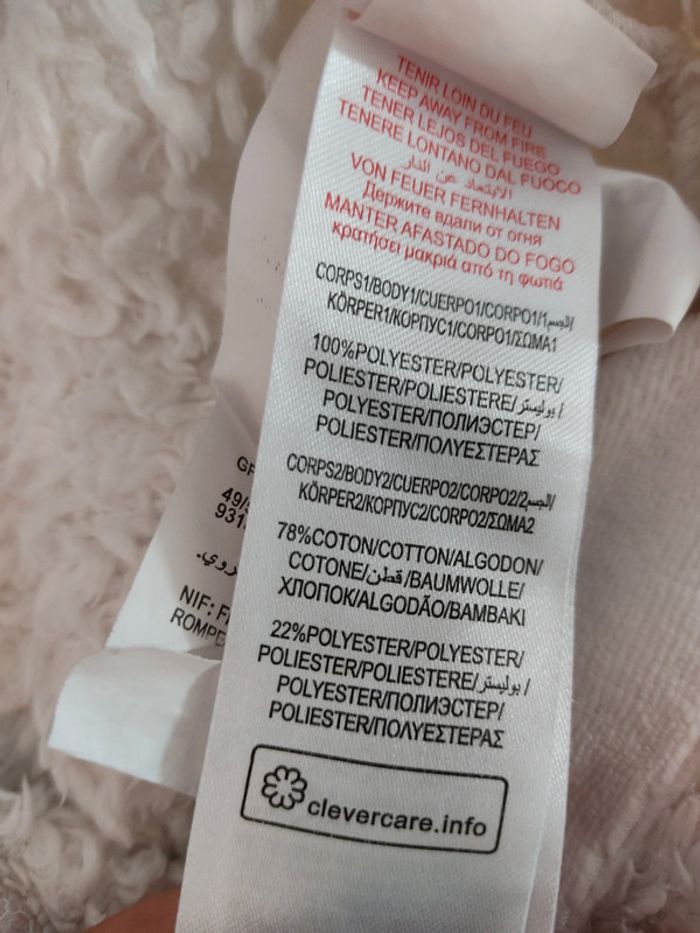 TENIR LOIN DU FEU
KEEP AWAY FROM FIRE
TENER LEJOS DEL FUEGO
TENERE LONTANO DAL FUOCO
الابتعاد عن النار
VON FEUER FERNHALTEN
Держите вдали от огня
MANTER AFASTADO DO FOGO
κρατήσει μακριά από τη φωτιά
CORPS1/BODY1/CUERPO1/CORPO1/الجسم1/
KÖRPER1/КОРПУС1/CORPO1/ΣΩΜΑ1
100%POLYESTER/POLYESTER/
POLIESTER/POLIESTERE/بوليستر/
POLYESTER/ПОЛИЭСТЕР/
POLIESTER/ΠΟΛΥΕΣΤΕΡΑΣ
CORPS2/BODY2/CUERPO2/CORPO2/الجسم2/
KÖRPER2/КОРПУС2/CORPO2/ΣΩΜΑ2
78%COTON/COTTON/ALGODON/
COTONE/قطن/BAUMWOLLE/
ХЛОПОК/ALGODÃO/ΒΑΜΒΑΚΙ
22%POLYESTER/POLYESTER/
POLIESTER/POLIESTERE/بوليستر/
POLYESTER/ПОЛИЭСТЕР/
POLIESTER/ΠΟΛΥΕΣΤΕΡΑΣ
clevercare.info
49/
931
NIF: